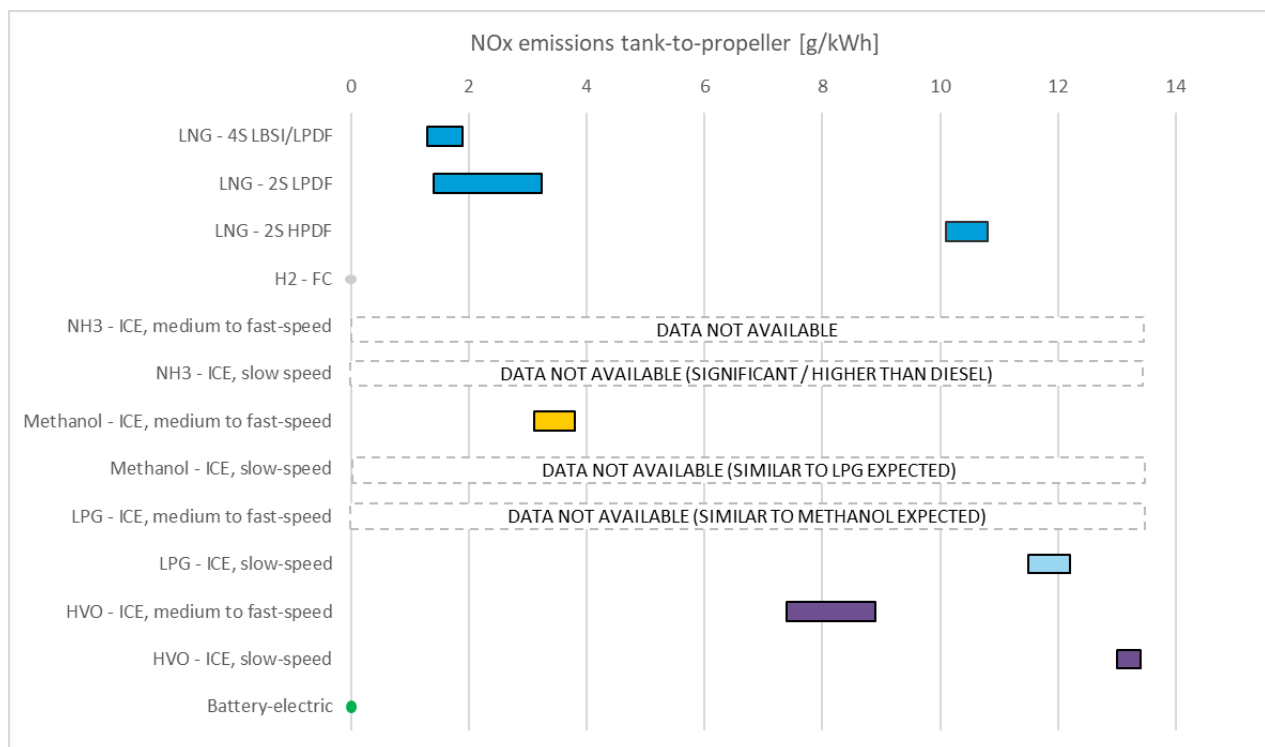 NOx emissions tank-to-propeller [g/kWh]
0 2 4 6 8 10 12 14
LNG - 4S LBSI/LPDF
LNG - 2S LPDF
LNG - 2S HPDF
H2 - FC
NH3 - ICE, medium to fast-speed
DATA NOT AVAILABLE
NH3 - ICE, slow speed
DATA NOT AVAILABLE (SIGNIFICANT / HIGHER THAN DIESEL)
Methanol - ICE, medium to fast-speed
Methanol - ICE, slow-speed
DATA NOT AVAILABLE (SIMILAR TO LPG EXPECTED)
LPG - ICE, medium to fast-speed
DATA NOT AVAILABLE (SIMILAR TO METHANOL EXPECTED)
LPG - ICE, slow-speed
HVO - ICE, medium to fast-speed
HVO - ICE, slow-speed
Battery-electric